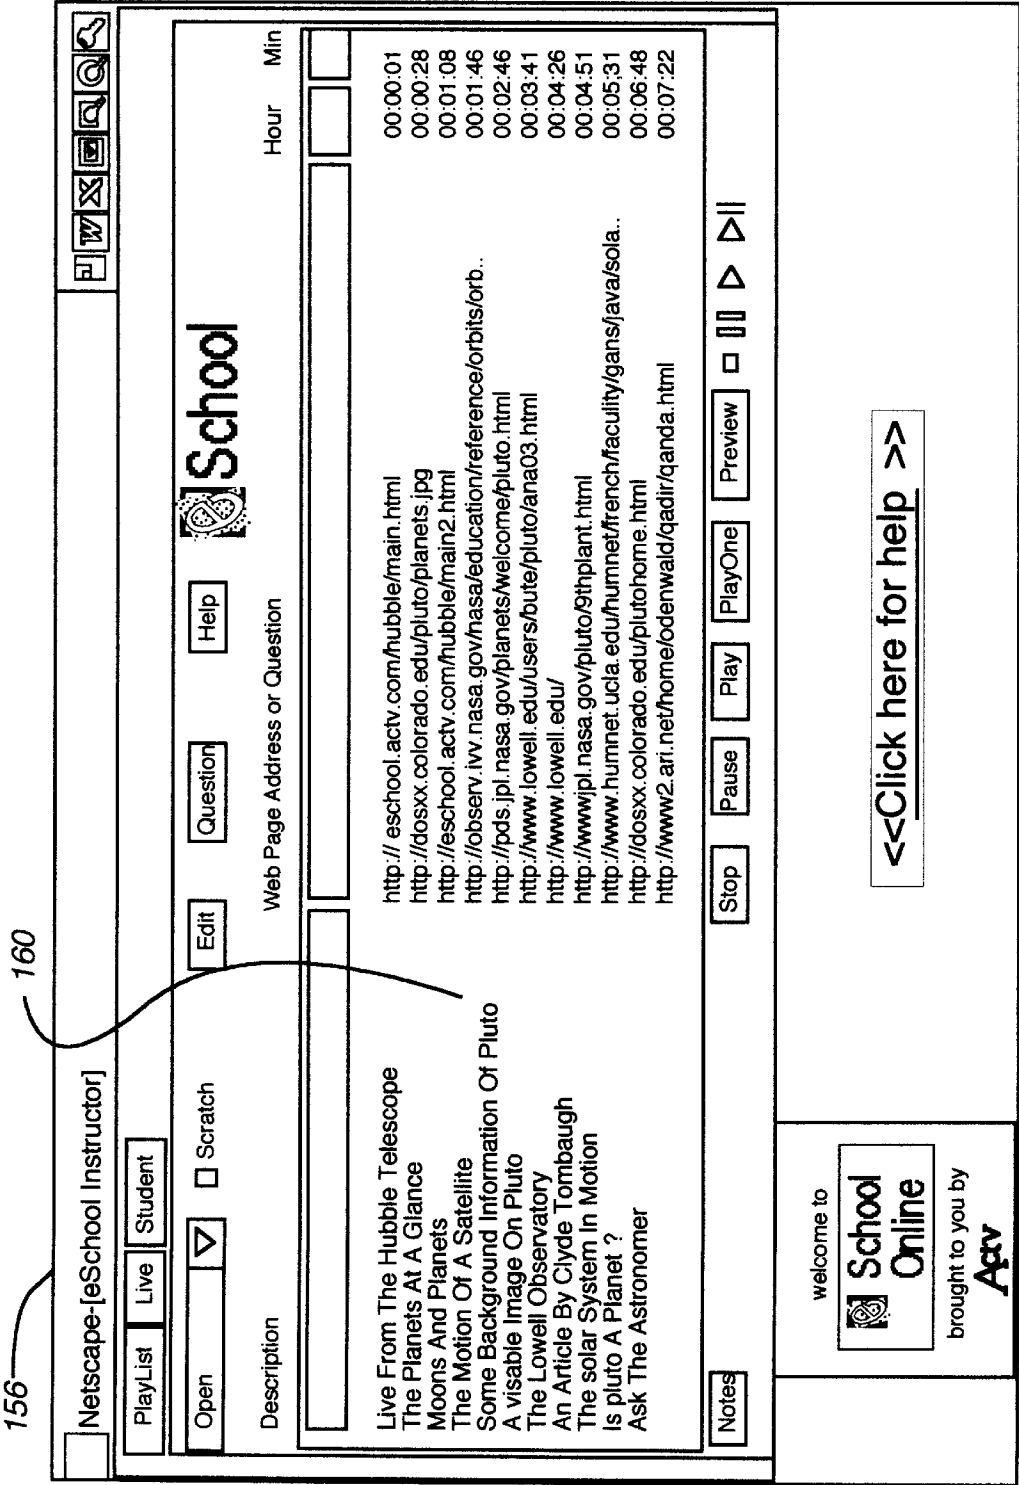 156
160
Netscape-[eSchool Instructor]
PlayList Live Student
Open Scratch Edit Question Help School
Description Web Page Address or Question Hour Min
Live From The Hubble Telescope http:// eschool.actv.com/hubble/main.html 00:00:01
The Planets At A Glance http://dosxx.colorado.edu/pluto/planets.jpg 00:00:28
Moons And Planets http://eschool.actv.com/hubble/main2.html 00:01:08
The Motion Of A Satellite http://observ.ivv.nasa.gov/nasa/education/reference/orbits/orb.. 00:01:46
Some Background Information Of Pluto http://pds.jpl.nasa.gov/planets/welcome/pluto.html 00:02:46
A visable Image On Pluto http://www.lowell.edu/users/bute/pluto/ana03.html 00:03:41
The Lowell Observatory http://www.lowell.edu/ 00:04:26
An Article By Clyde Tombaugh http://wwwjpl.nasa.gov/pluto/9thplant.html 00:04:51
The solar System In Motion http://www.humnet.ucla.edu/humnet/french/faculity/gans/java/sola.. 00:05;31
Is pluto A Planet ? http://dosxx.colorado.edu/plutohome.html 00:06:48
Ask The Astronomer http://www2.ari.net/home/odenwald/qadir/qanda.html 00:07:22
Notes Stop Pause Play PlayOne Preview
welcome to
School
Online
brought to you by
Actv
<<Click here for help >>